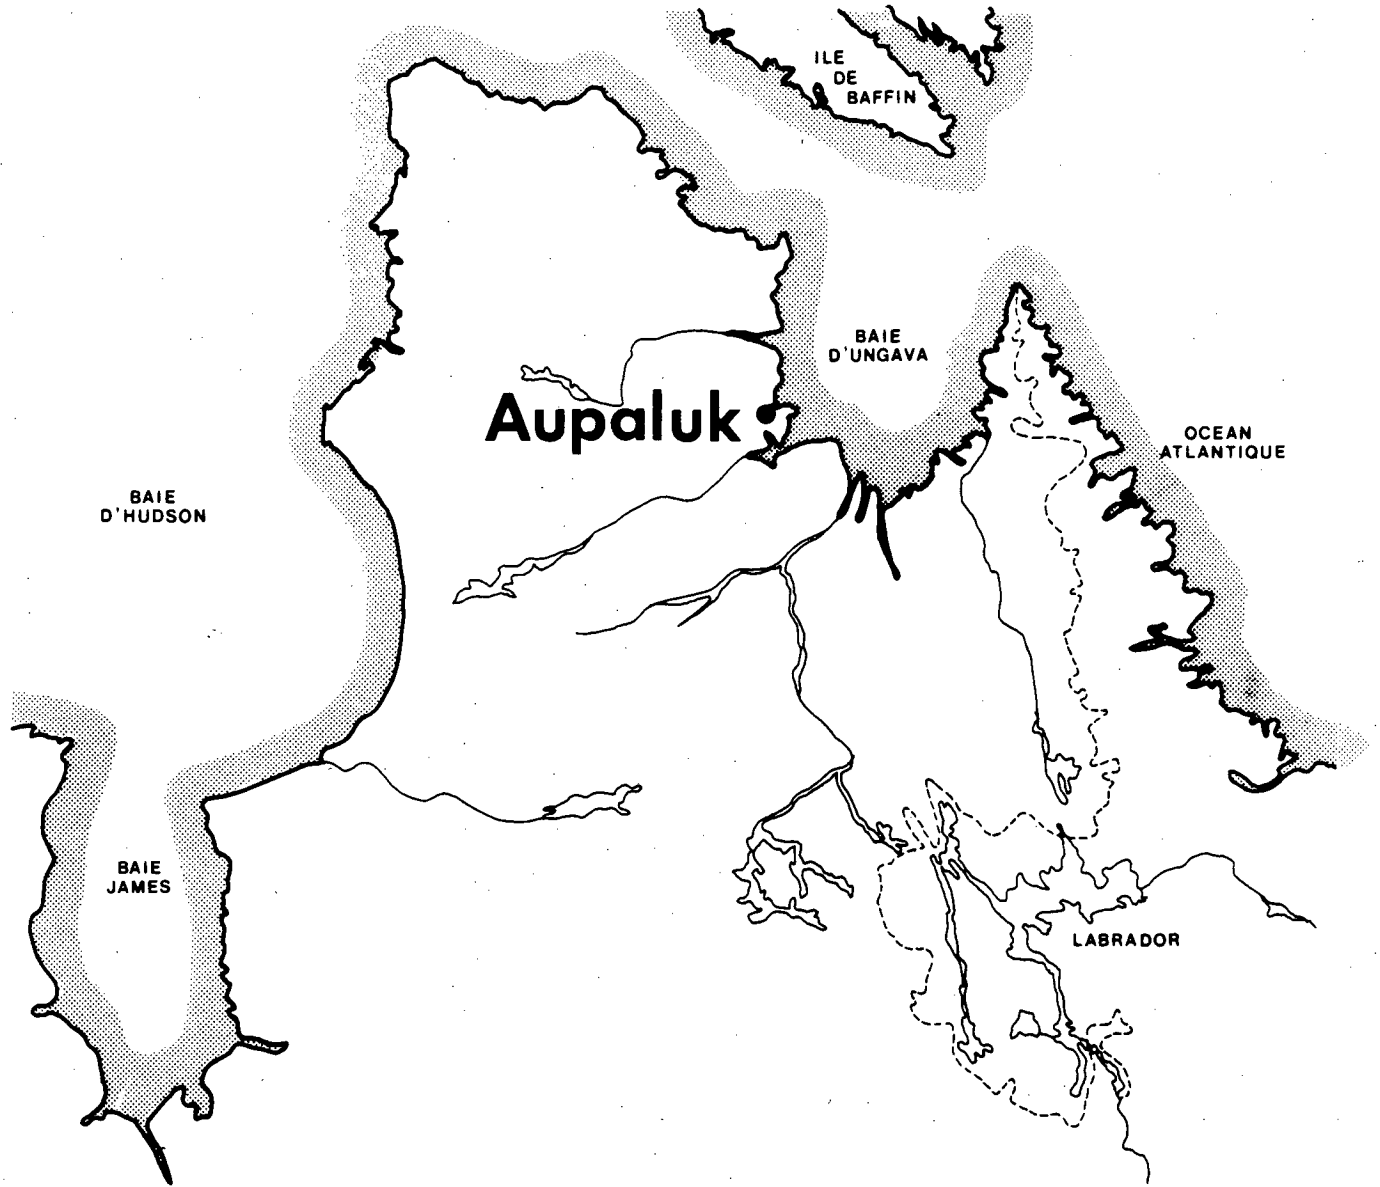 ILE
DE
BAFFIN
BAIE
D'UNGAVA
Aupaluk
OCEAN
ATLANTIQUE
BAIE
D'HUDSON
BAIE
JAMES
LABRADOR